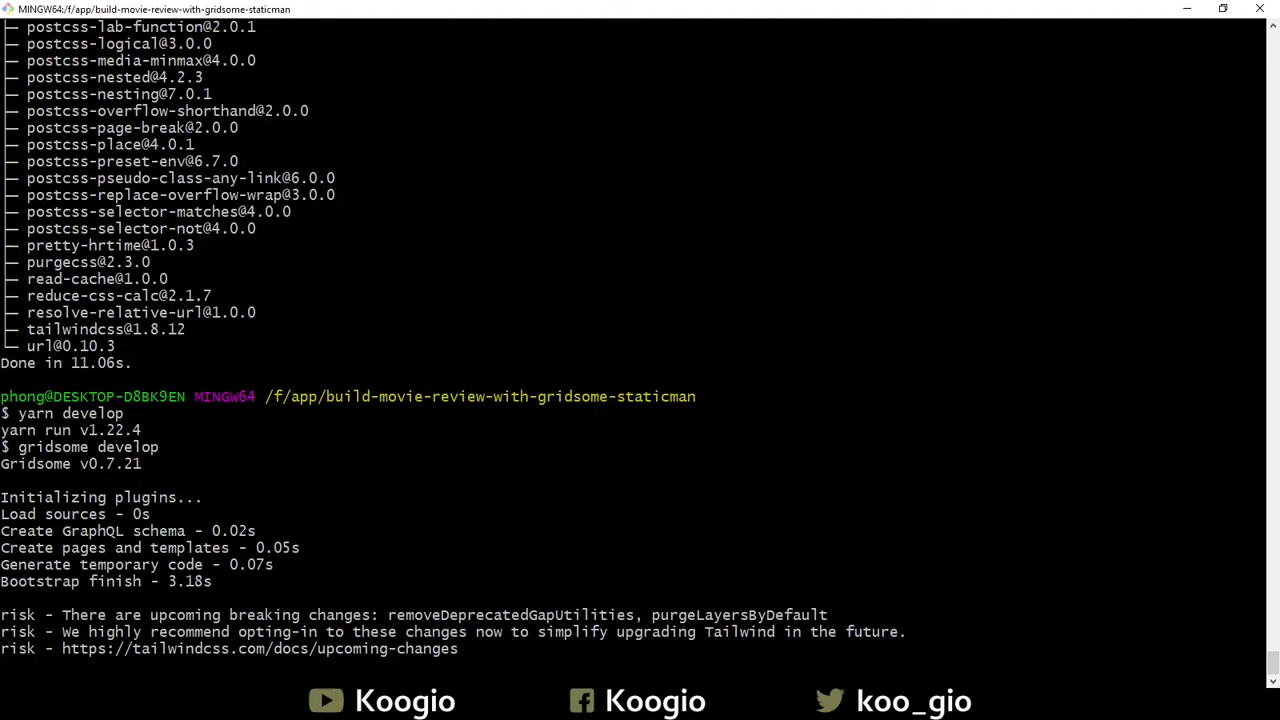 MINGW64:/f/app/build-movie-review-with-gridsome-staticman
├─ postcss-lab-function@2.0.1
├─ postcss-logical@3.0.0
├─ postcss-media-minmax@4.0.0
├─ postcss-nested@4.2.3
├─ postcss-nesting@7.0.1
├─ postcss-overflow-shorthand@2.0.0
├─ postcss-page-break@2.0.0
├─ postcss-place@4.0.1
├─ postcss-preset-env@6.7.0
├─ postcss-pseudo-class-any-link@6.0.0
├─ postcss-replace-overflow-wrap@3.0.0
├─ postcss-selector-matches@4.0.0
├─ postcss-selector-not@4.0.0
├─ pretty-hrtime@1.0.3
├─ purgecss@2.3.0
├─ read-cache@1.0.0
├─ reduce-css-calc@2.1.7
├─ resolve-relative-url@1.0.0
├─ tailwindcss@1.8.12
└─ url@0.10.3
Done in 11.06s.
phong@DESKTOP-D8BK9EN MINGW64 /f/app/build-movie-review-with-gridsome-staticman
$ yarn develop
yarn run v1.22.4
$ gridsome develop
Gridsome v0.7.21
Initializing plugins...
Load sources - 0s
Create GraphQL schema - 0.02s
Create pages and templates - 0.05s
Generate temporary code - 0.07s
Bootstrap finish - 3.18s
risk - There are upcoming breaking changes: removeDeprecatedGapUtilities, purgeLayersByDefault
risk - We highly recommend opting-in to these changes now to simplify upgrading Tailwind in the future.
risk - https://tailwindcss.com/docs/upcoming-changes
Koogio Koogio koo_gio